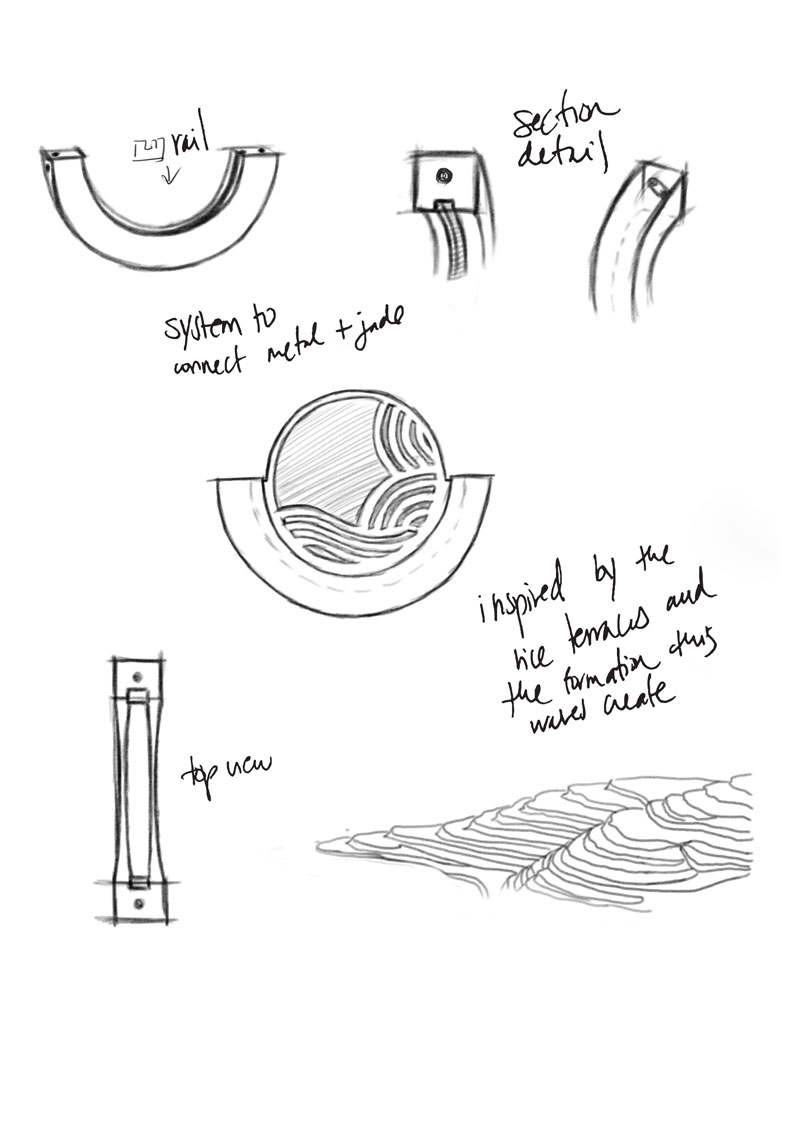 rail
section
detail
system to
connect metal + jade
inspired by the
rice terraces and
the formation this
waves create
top view